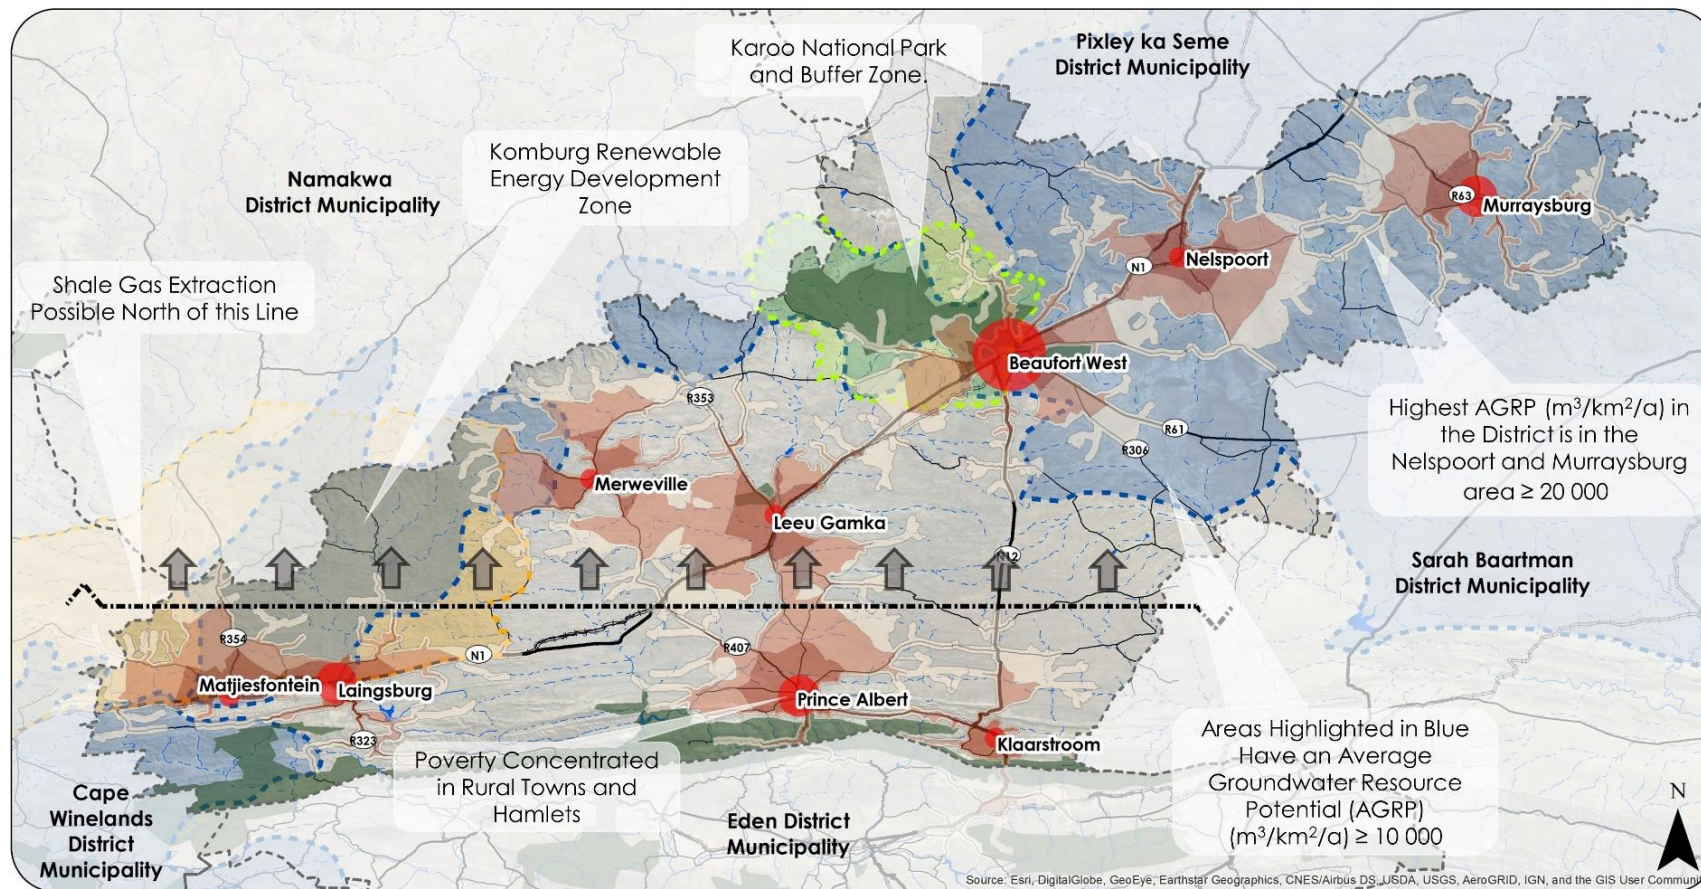 Karoo National Park
and Buffer Zone.
Pixley ka Seme
District Municipality
Komburg Renewable
Energy Development
Zone
Namakwa
District Municipality
R63
Murraysburg
Nelspoort
N1
Shale Gas Extraction
Possible North of this Line
Beaufort West
R353
Highest AGRP (m³/km²/a) in
the District is in the
Nelspoort and Murraysburg
area ≥ 20 000
R61
R306
Merweville
Leeu Gamka
N12
Sarah Baartman
District Municipality
R354
R407
N1
Matjiesfontein
Laingsburg
Prince Albert
R323
Klaarstroom
Areas Highlighted in Blue
Have an Average
Groundwater Resource
Potential (AGRP)
(m³/km²/a) ≥ 10 000
Poverty Concentrated
in Rural Towns and
Hamlets
Cape
Winelands
District
Municipality
Eden District
Municipality
N
Source: Esri, DigitalGlobe, GeoEye, Earthstar Geographics, CNES/Airbus DS, USDA, USGS, AeroGRID, IGN, and the GIS User Commun